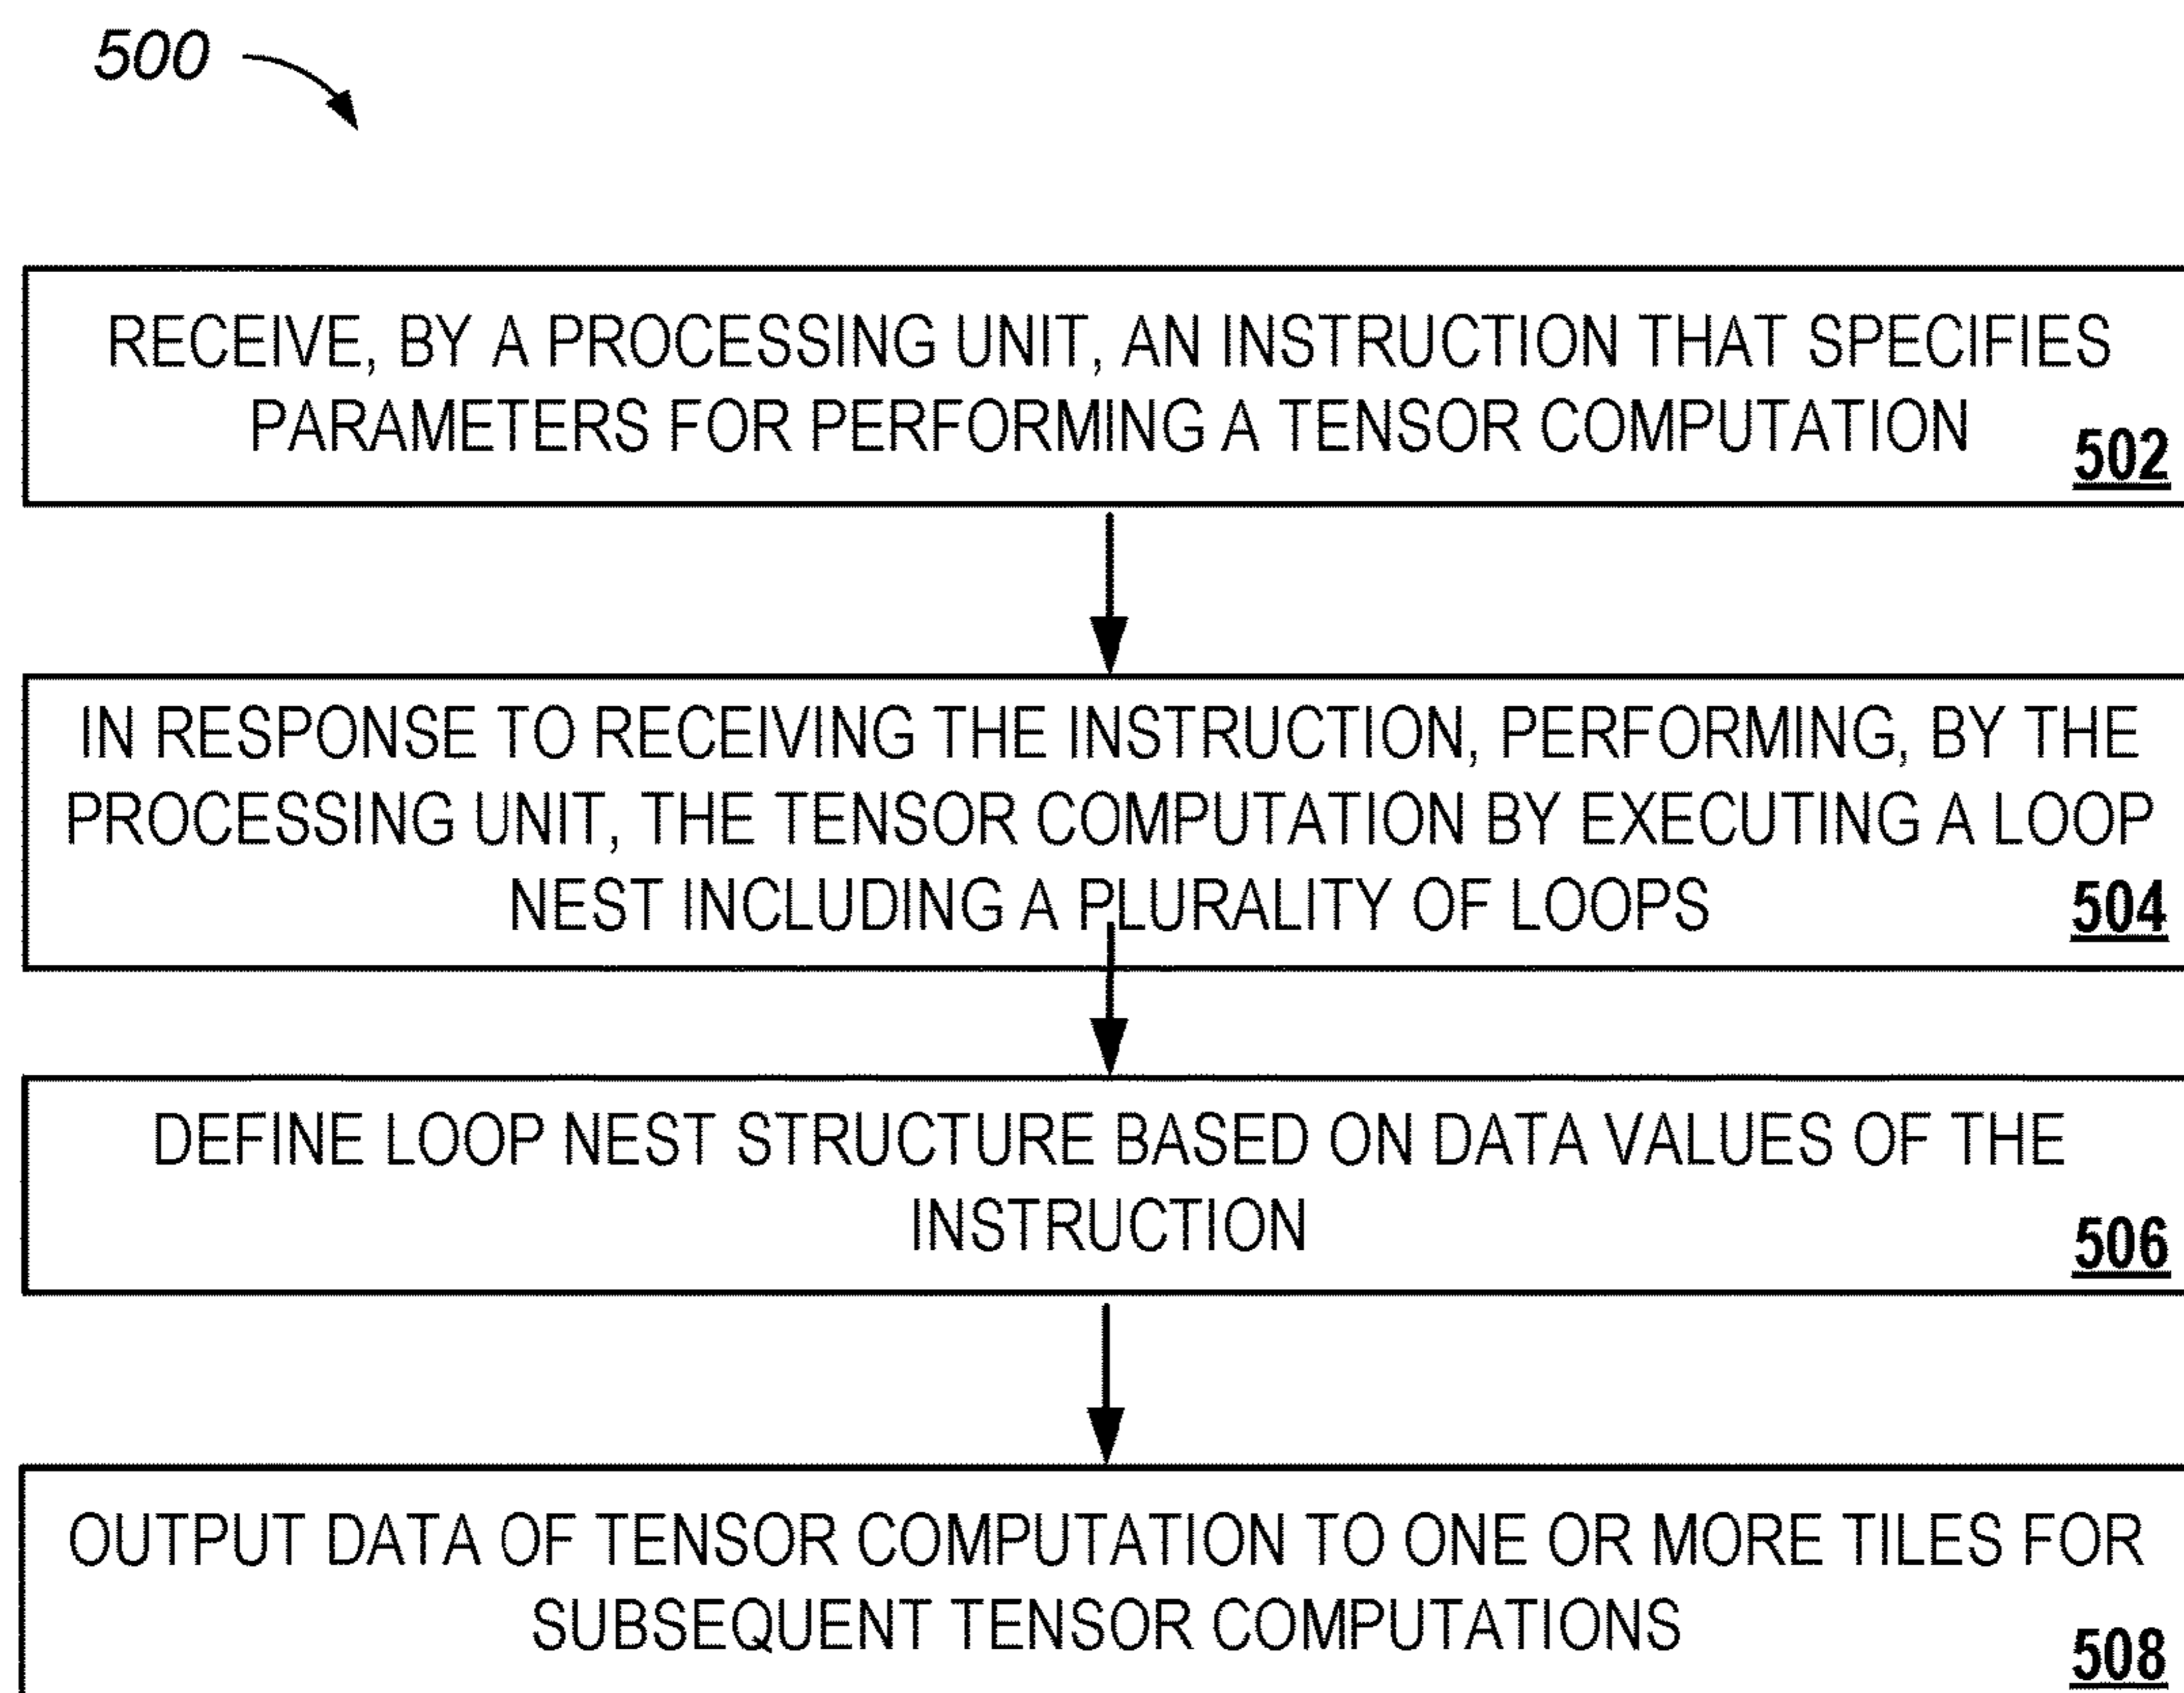 500
RECEIVE, BY A PROCESSING UNIT, AN INSTRUCTION THAT SPECIFIES
PARAMETERS FOR PERFORMING A TENSOR COMPUTATION
502
IN RESPONSE TO RECEIVING THE INSTRUCTION, PERFORMING, BY THE
PROCESSING UNIT, THE TENSOR COMPUTATION BY EXECUTING A LOOP
NEST INCLUDING A PLURALITY OF LOOPS
504
DEFINE LOOP NEST STRUCTURE BASED ON DATA VALUES OF THE
INSTRUCTION
506
OUTPUT DATA OF TENSOR COMPUTATION TO ONE OR MORE TILES FOR
SUBSEQUENT TENSOR COMPUTATIONS
508